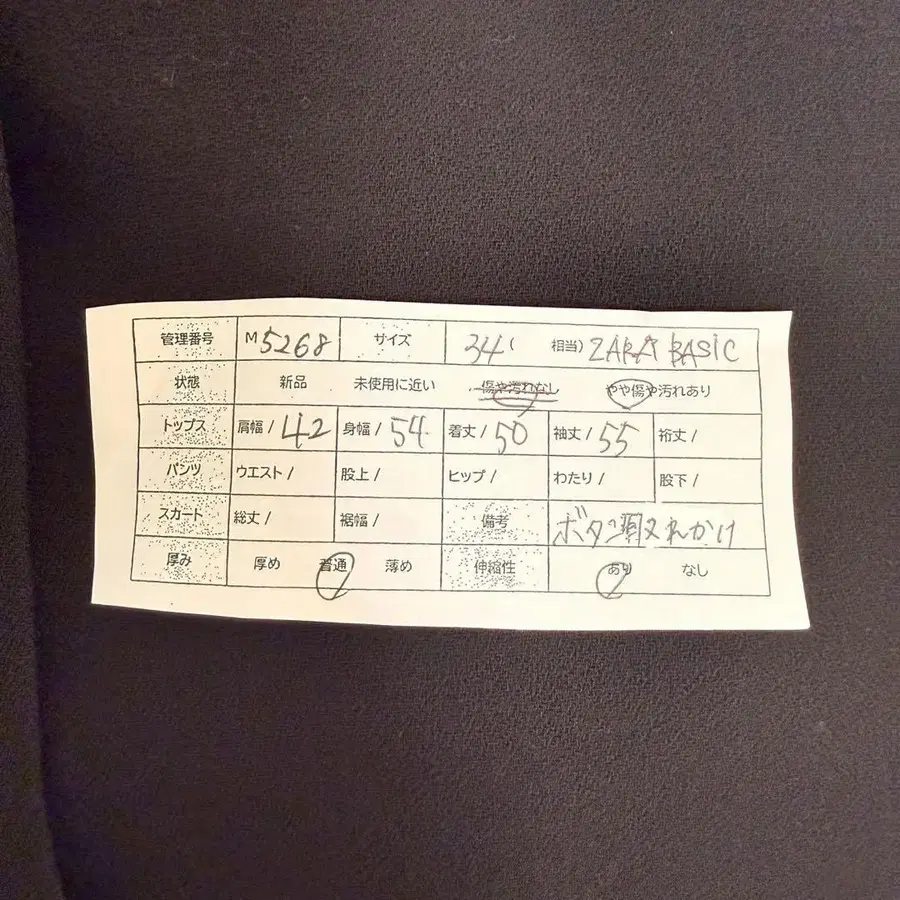 管理番号 M 5268 サイズ 34 ( 相当) ZARA BASIC
状態 新品 未使用に近い 傷や汚れなし やや傷や汚れあり
トップス 肩幅 / 42 身幅 / 54 着丈 / 50 袖丈 / 55 裄丈 /
パンツ ウエスト / 股上 / ヒップ / わたり / 股下 /
スカート 総丈 / 裾幅 / 備考 ボタン取れかけ
厚み 厚め 普通 薄め 伸縮性 あり なし